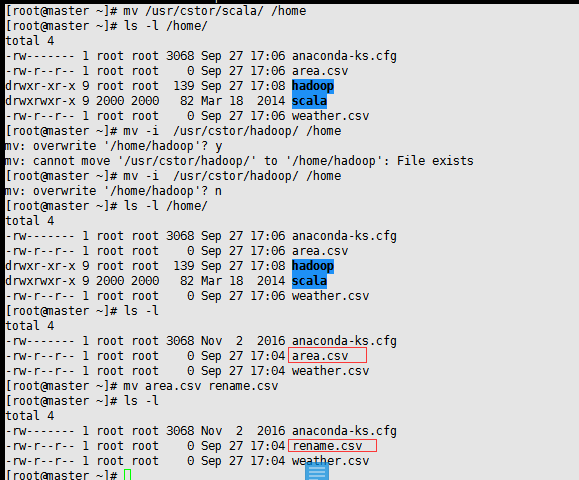 [root@master ~]# mv /usr/cstor/scala/ /home
[root@master ~]# ls -l /home/
total 4
-rw------- 1 root root 3068 Sep 27 17:06 anaconda-ks.cfg
-rw-r--r-- 1 root root    0 Sep 27 17:06 area.csv
drwxr-xr-x 9 root root  139 Sep 27 17:08 hadoop
drwxrwxr-x 9 2000 2000   82 Mar 18  2014 scala
-rw-r--r-- 1 root root    0 Sep 27 17:06 weather.csv
[root@master ~]# mv -i  /usr/cstor/hadoop/ /home
mv: overwrite '/home/hadoop'? y
mv: cannot move '/usr/cstor/hadoop/' to '/home/hadoop': File exists
[root@master ~]# mv -i  /usr/cstor/hadoop/ /home
mv: overwrite '/home/hadoop'? n
[root@master ~]# ls -l /home/
total 4
-rw------- 1 root root 3068 Sep 27 17:06 anaconda-ks.cfg
-rw-r--r-- 1 root root    0 Sep 27 17:06 area.csv
drwxr-xr-x 9 root root  139 Sep 27 17:08 hadoop
drwxrwxr-x 9 2000 2000   82 Mar 18  2014 scala
-rw-r--r-- 1 root root    0 Sep 27 17:06 weather.csv
[root@master ~]# ls -l
total 4
-rw------- 1 root root 3068 Nov  2  2016 anaconda-ks.cfg
-rw-r--r-- 1 root root    0 Sep 27 17:04 area.csv
-rw-r--r-- 1 root root    0 Sep 27 17:04 weather.csv
[root@master ~]# mv area.csv rename.csv
[root@master ~]# ls -l
total 4
-rw------- 1 root root 3068 Nov  2  2016 anaconda-ks.cfg
-rw-r--r-- 1 root root    0 Sep 27 17:04 rename.csv
-rw-r--r-- 1 root root    0 Sep 27 17:04 weather.csv
[root@master ~]#